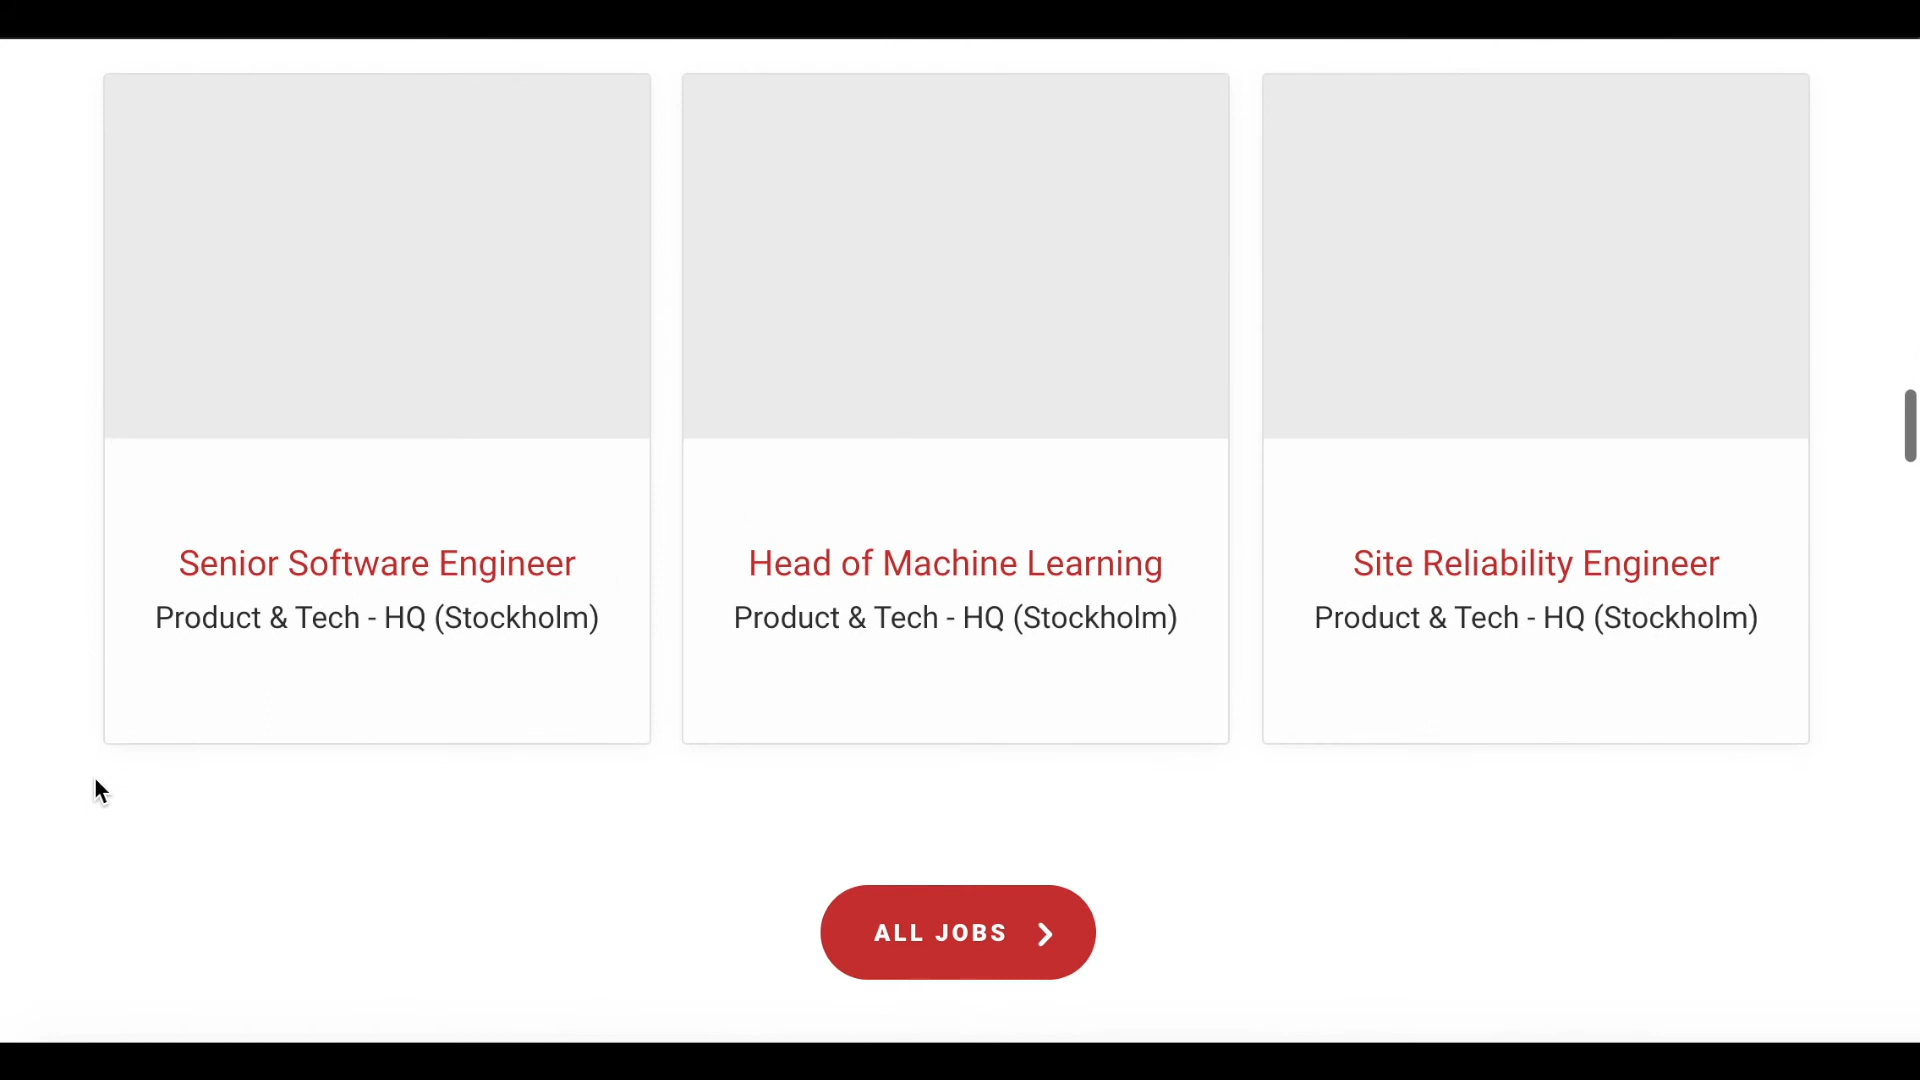 Senior Software Engineer
Product & Tech - HQ (Stockholm)
Head of Machine Learning
Product & Tech - HQ (Stockholm)
Site Reliability Engineer
Product & Tech - HQ (Stockholm)
ALL JOBS